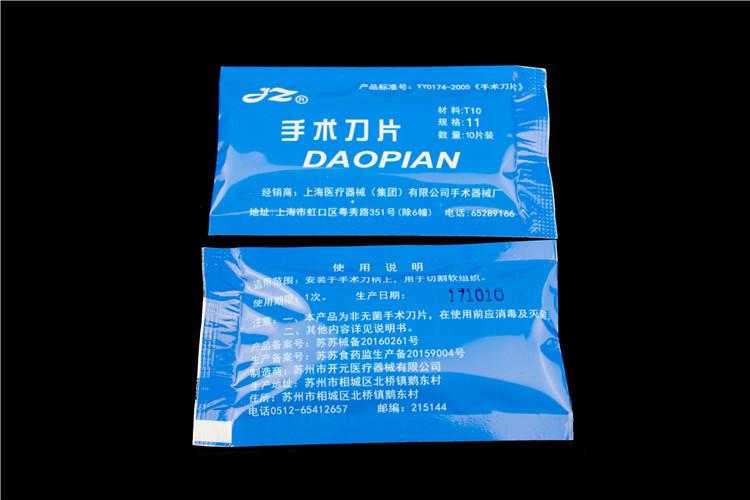 JZ®
产品标准号：YY0174-2005《手术刀片》
材料：T10
规格：11
数量：10片装
手术刀片
DAOPIAN
经销商：上海医疗器械（集团）有限公司手术器械厂
地址：上海市虹口区粤秀路351号(除6幢) 电话：65289166
使用说明
适用范围：安装于手术刀柄上，用于切割软组织。
使用期限：1次。 生产日期： 171010
注意：一、本产品为非无菌手术刀片，在使用前应消毒及灭菌
二、其他内容详见说明书。
产品备案号：苏苏械备20160261号
生产备案号：苏苏食药监生产备20159004号
制造商：苏州市开元医疗器械有限公司
生产地址：苏州市相城区北桥镇鹅东村
住所：苏州市相城区北桥镇鹅东村
电话0512-65412657 邮编：215144